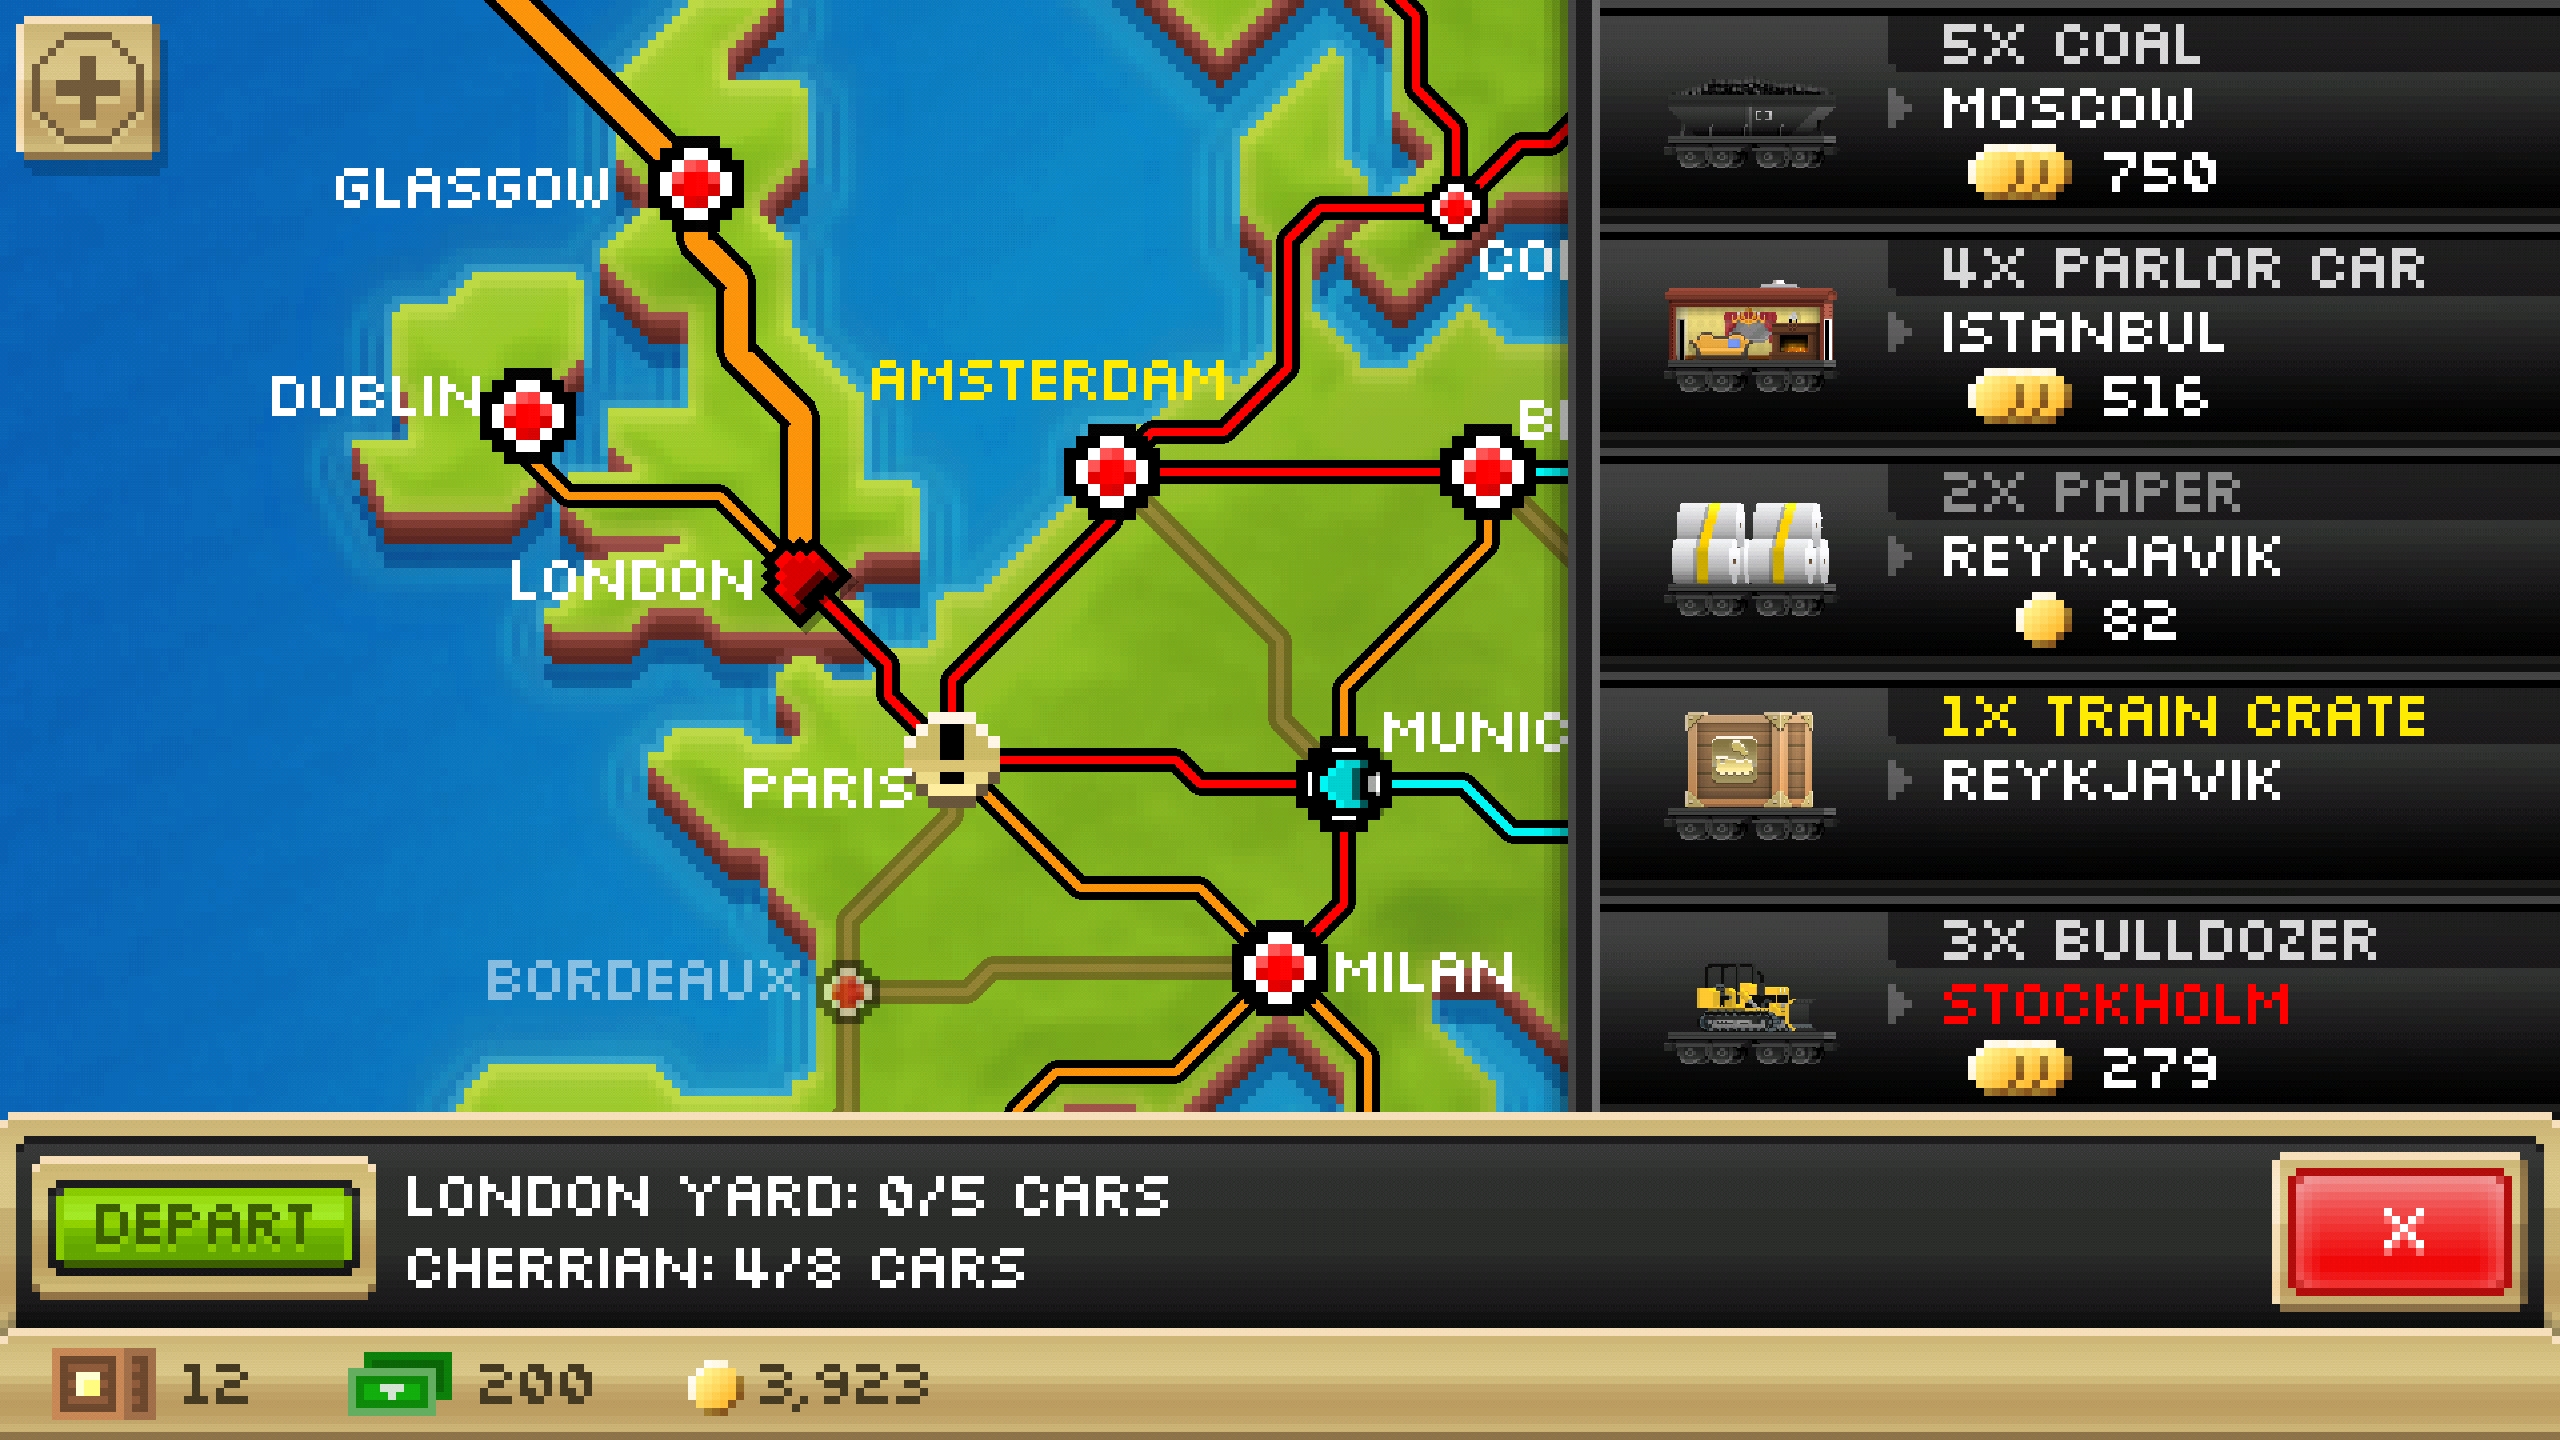 GLASGOW
DUBLIN
AMSTERDAM
LONDON
PARIS
MUNIC
BORDEAUX
MILAN
5X COAL
MOSCOW
750
4X PARLOR CAR
ISTANBUL
516
2X PAPER
REYKJAVIK
82
1X TRAIN CRATE
REYKJAVIK
3X BULLDOZER
STOCKHOLM
279
DEPART
LONDON YARD: 0/5 CARS
CHERRIAN: 4/8 CARS
X
12
200
3,923